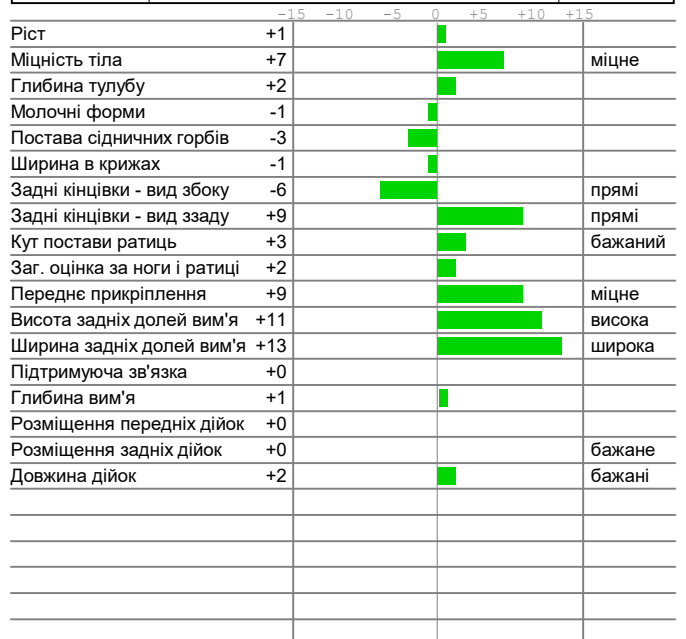 -15 -10 -5 0 +5 +10 +15
Ріст +1
Міцність тіла +7 міцне
Глибина тулубу +2
Молочні форми -1
Постава сідничних горбів -3
Ширина в крижах -1
Задні кінцівки - вид збоку -6 прямі
Задні кінцівки - вид ззаду +9 прямі
Кут постави ратиць +3 бажаний
Заг. оцінка за ноги і ратиці +2
Переднє прикріплення +9 міцне
Висота задніх долей вим'я +11 висока
Ширина задніх долей вим'я +13 широка
Підтримуюча зв'язка +0
Глибина вим'я +1
Розміщення передніх дійок +0
Розміщення задніх дійок +0 бажане
Довжина дійок +2 бажані